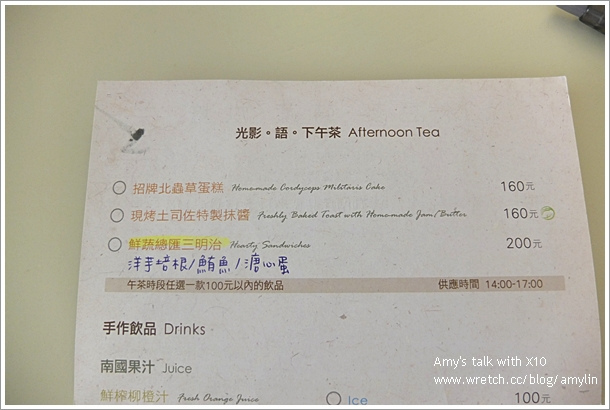 光影。語。下午茶 Afternoon Tea
招牌北蟲草蛋糕 Homemade Cordyceps Militaris Cake 160元
現烤土司佐特製抹醬 Freshly Baked Toast with Homemade Jam/Butter 160元
鮮蔬總匯三明治 Hearty Sandwiches 200元
洋芋培根/鮪魚/溏心蛋
午茶時段任選一款100元以內的飲品 供應時間 14:00-17:00
手作飲品 Drinks
南國果汁 Juice
鮮榨柳橙汁 Fresh Orange Juice Ice 100元
Amy's talk with X10
www.wretch.cc/blog/amylin